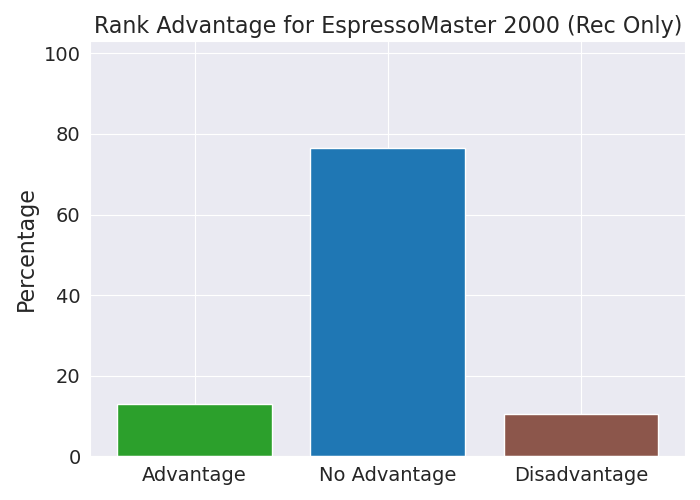 Rank Advantage for EspressoMaster 2000 (Rec Only)
Percentage
100
80
60
40
20
0
Advantage
No Advantage
Disadvantage